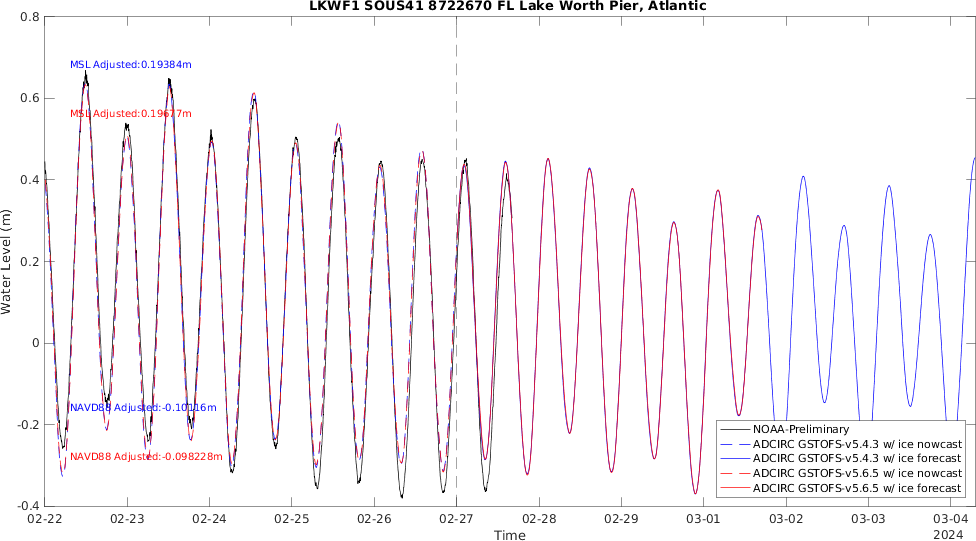 LKWF1 SOUS41 8722670 FL Lake Worth Pier, Atlantic
0.8
0.6
0.4
0.2
0
-0.2
-0.4
Water Level (m)
MSL Adjusted:0.19384m
MSL Adjusted:0.19677m
NAVD88 Adjusted:-0.10116m
NAVD88 Adjusted:-0.098228m
NOAA-Preliminary
ADCIRC GSTOFS-v5.4.3 w/ ice nowcast
ADCIRC GSTOFS-v5.4.3 w/ ice forecast
ADCIRC GSTOFS-v5.6.5 w/ ice nowcast
ADCIRC GSTOFS-v5.6.5 w/ ice forecast
02-22 02-23 02-24 02-25 02-26 02-27 02-28 02-29 03-01 03-02 03-03 03-04
Time
2024